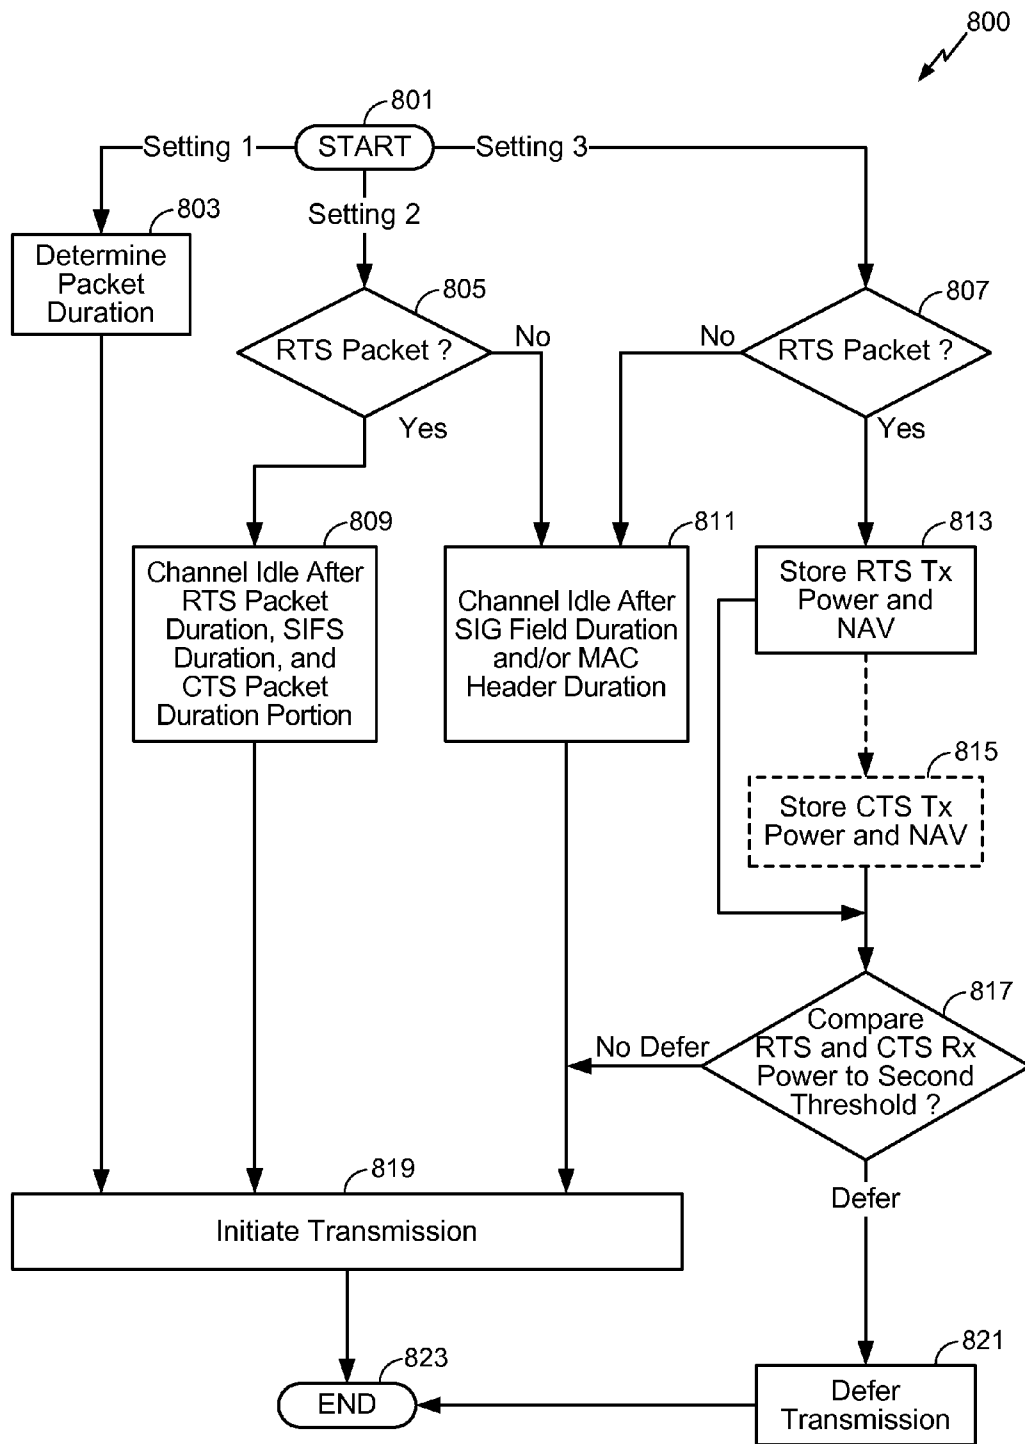 800
801
Setting 1
START
Setting 3
803
Setting 2
Determine
Packet
Duration
805
RTS Packet ?
No
Yes
807
No
RTS Packet ?
Yes
809
Channel Idle After
RTS Packet
Duration, SIFS
Duration, and
CTS Packet
Duration Portion
811
Channel Idle After
SIG Field Duration
and/or MAC
Header Duration
813
Store RTS Tx
Power and
NAV
815
Store CTS Tx
Power and NAV
817
Compare
RTS and CTS Rx
Power to Second
Threshold ?
No Defer
Defer
819
Initiate Transmission
821
Defer
Transmission
823
END